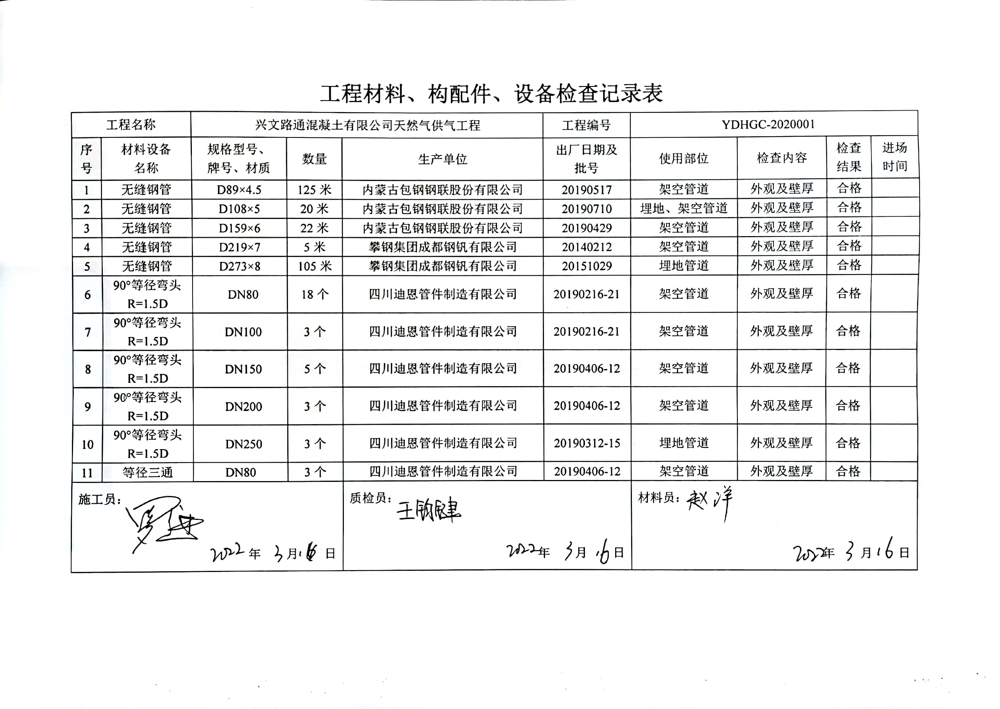 工程材料、构配件、设备检查记录表
工程名称 兴文路通混凝土有限公司天然气供气工程 工程编号 YDHGC-2020001
序号 材料设备名称 规格型号、牌号、材质 数量 生产单位 出厂日期及批号 使用部位 检查内容 检查结果 进场时间
1 无缝钢管 D89×4.5 125 米 内蒙古包钢钢联股份有限公司 20190517 架空管道 外观及壁厚 合格
2 无缝钢管 D108×5 20 米 内蒙古包钢钢联股份有限公司 20190710 埋地、架空管道 外观及壁厚 合格
3 无缝钢管 D159×6 22 米 内蒙古包钢钢联股份有限公司 20190429 架空管道 外观及壁厚 合格
4 无缝钢管 D219×7 5 米 攀钢集团成都钢钒有限公司 20140212 架空管道 外观及壁厚 合格
5 无缝钢管 D273×8 105 米 攀钢集团成都钢钒有限公司 20151029 埋地管道 外观及壁厚 合格
6 90°等径弯头 R=1.5D DN80 18 个 四川迪恩管件制造有限公司 20190216-21 架空管道 外观及壁厚 合格
7 90°等径弯头 R=1.5D DN100 3 个 四川迪恩管件制造有限公司 20190216-21 架空管道 外观及壁厚 合格
8 90°等径弯头 R=1.5D DN150 5 个 四川迪恩管件制造有限公司 20190406-12 架空管道 外观及壁厚 合格
9 90°等径弯头 R=1.5D DN200 3 个 四川迪恩管件制造有限公司 20190406-12 架空管道 外观及壁厚 合格
10 90°等径弯头 R=1.5D DN250 3 个 四川迪恩管件制造有限公司 20190312-15 埋地管道 外观及壁厚 合格
11 等径三通 DN80 3 个 四川迪恩管件制造有限公司 20190406-12 架空管道 外观及壁厚 合格
施工员： 质检员： 材料员：赵洋
2022年 3月16日 2022年 3月16日 2022年 3月16日